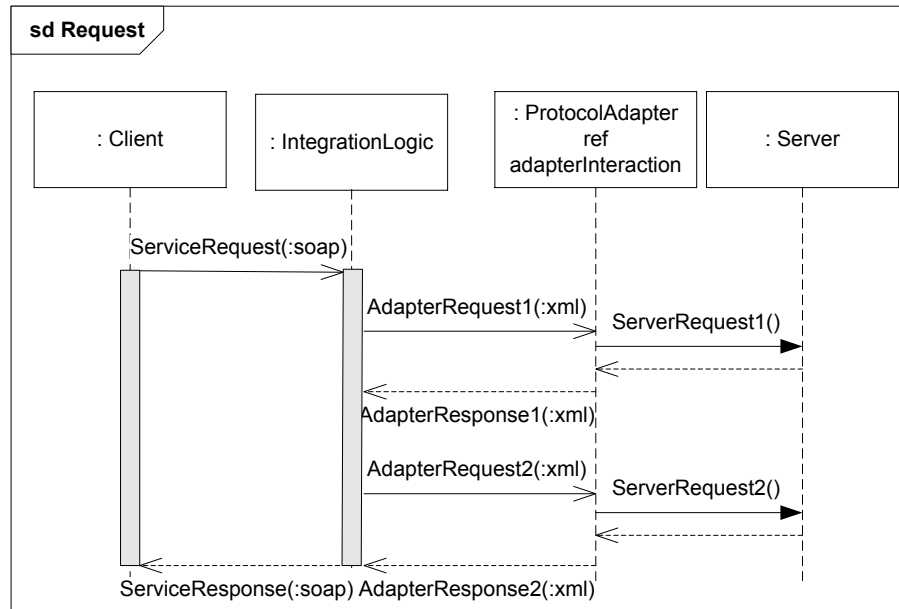 sd Request
: Client
: IntegrationLogic
: ProtocolAdapter
ref
adapterInteraction
: Server
ServiceRequest(:soap)
AdapterRequest1(:xml)
ServerRequest1()
AdapterResponse1(:xml)
AdapterRequest2(:xml)
ServerRequest2()
ServiceResponse(:soap)
AdapterResponse2(:xml)